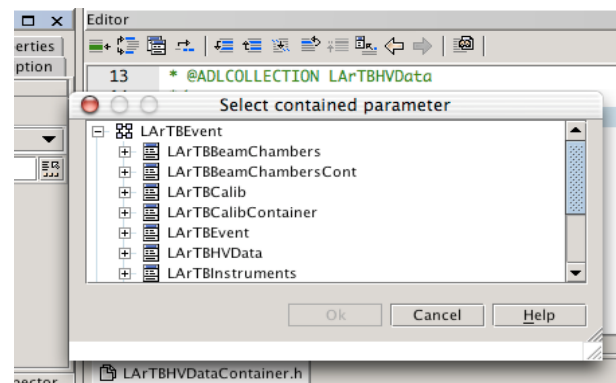 Editor
erties
ption
13 * @ADLCOLLECTION LArTBHVData
Select contained parameter
LArTBEvent
LArTBBeamChambers
LArTBBeamChambersCont
LArTBCalib
LArTBCalibContainer
LArTBEvent
LArTBHVData
LArTBInstruments
Ok Cancel Help
LArTBHVDataContainer.h